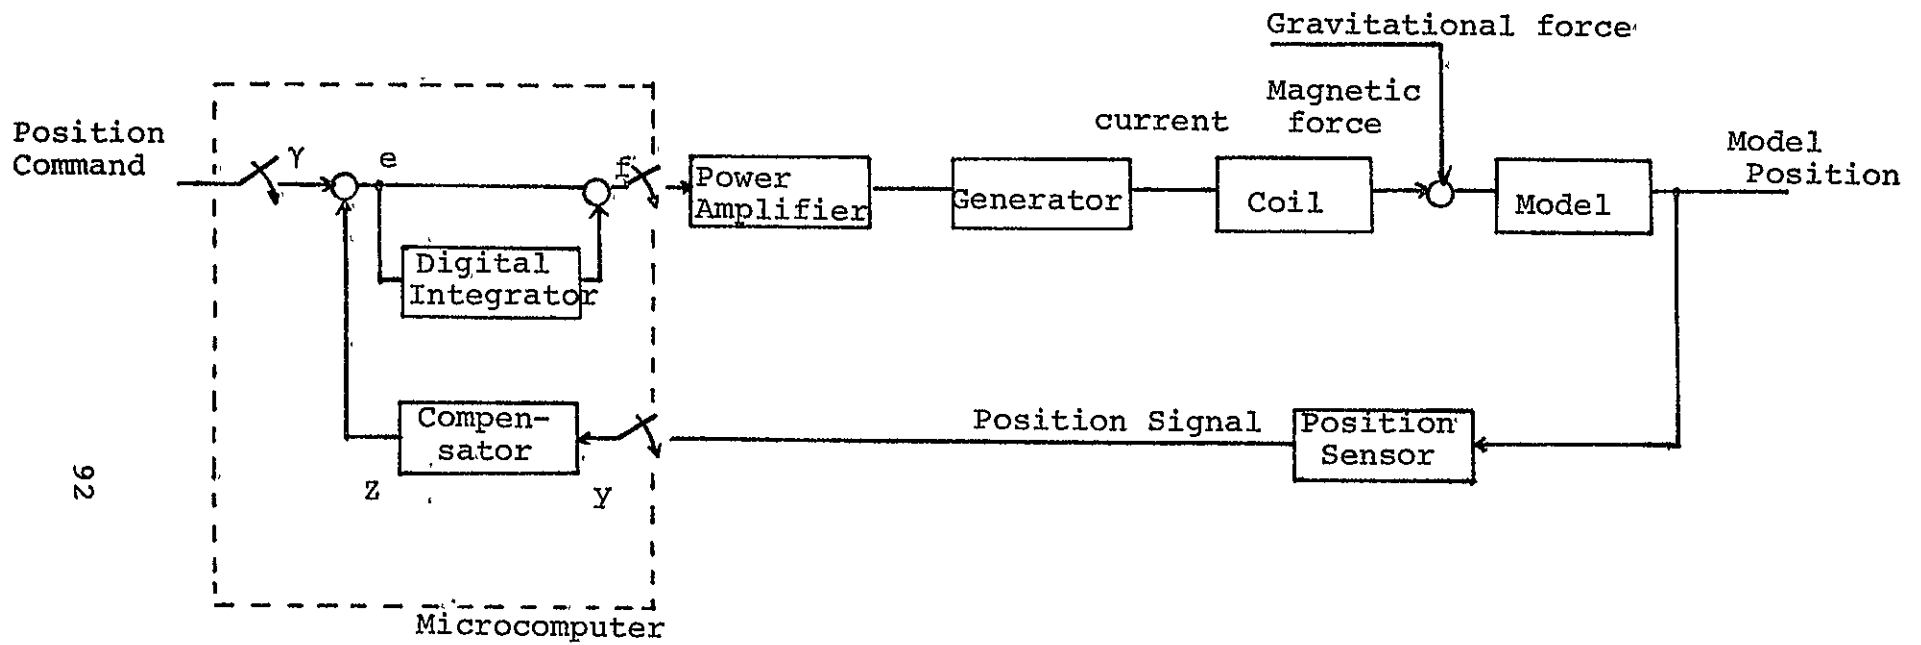 Gravitational force
Magnetic
force
current
Position
Command
γ
e
f
Power
Amplifier
Generator
Coil
Model
Model
Position
Digital
Integrator
Compen-
sator
Position Signal
Position
Sensor
Z
y
92
Microcomputer